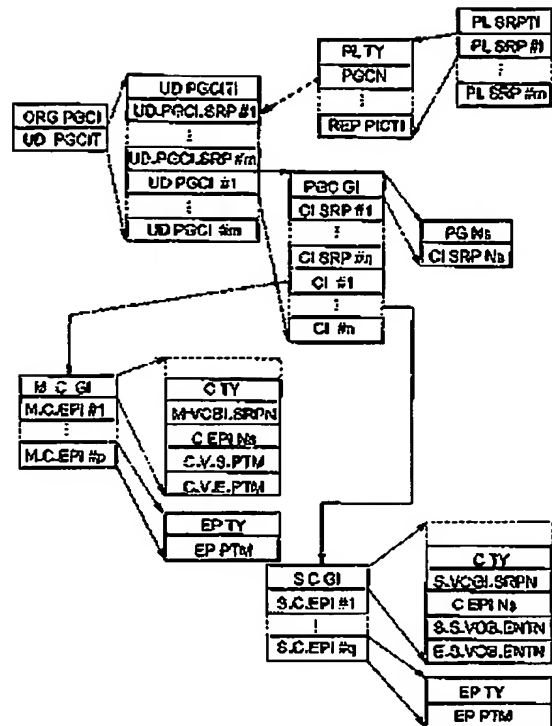 PL SRPTI
PL SRP #1
PL SRP #m
PL TY
PGCN
REP PICTI
UD PGCITI
UD.PGCI.SRP #1
UD.PGCI.SRP #m
UD PGCI #1
UD PGCI #m
ORG PGCI
UD PGCIT
PGC GI
CI SRP #1
CI SRP #n
CI #1
CI #n
PG Ns
CI SRP Ns
M C GI
M.C.EPI #1
M.C.EPI #p
C TY
M-VOBI.SRPN
C EPI Ns
C.V.S.PTM
C.V.E.PTM
EP TY
EP PTM
S C GI
S.C.EPI #1
S.C.EPI #q
C TY
S.VOGI.SRPN
C EPI Ns
S.S.VOB.ENTN
E.S.VOB.ENTN
EP TY
EP PTM